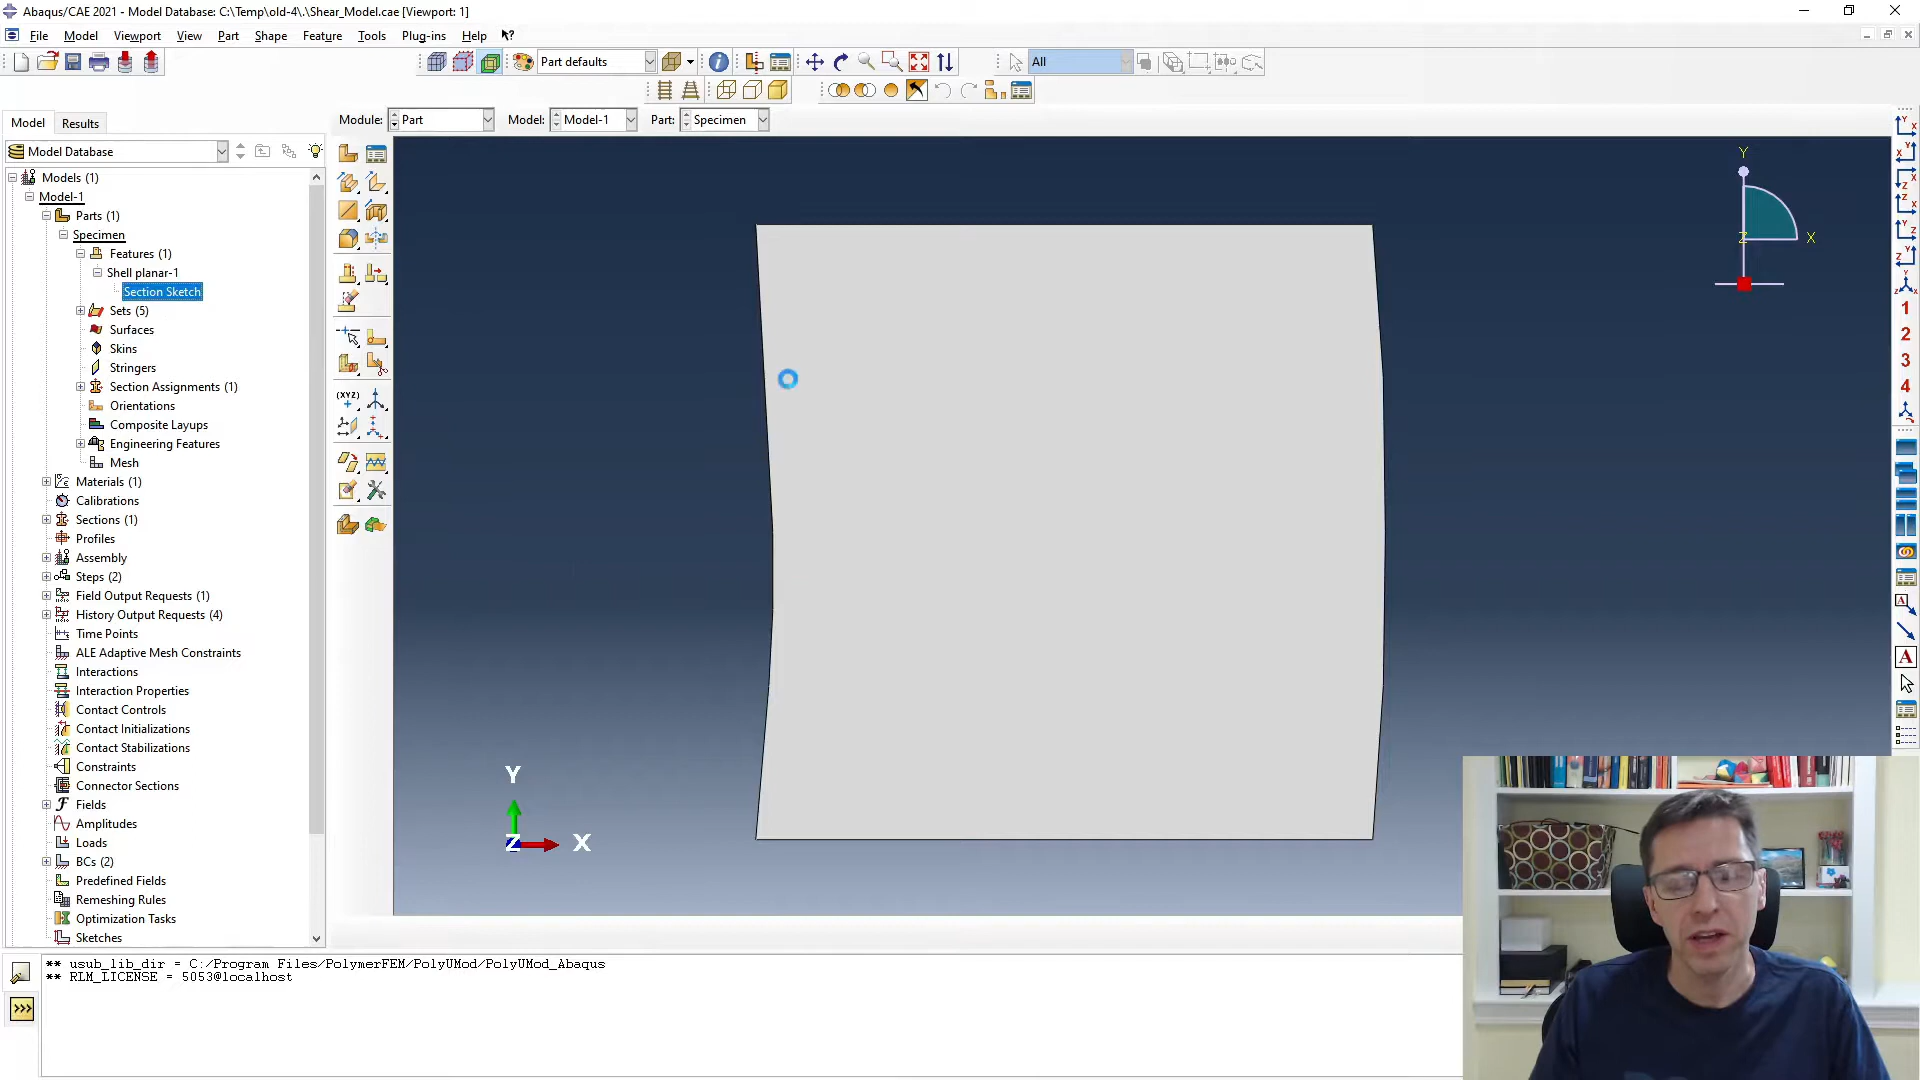 Abaqus/CAE 2021 - Model Database: C:\Temp\old-4\.\Shear_Model.cae [Viewport: 1]
File Model Viewport View Part Shape Feature Tools Plug-ins Help
Part defaults
All
Model Results
Module: Part Model: Model-1 Part: Specimen
Model Database
Models (1)
Model-1
Parts (1)
Specimen
Features (1)
Shell planar-1
Section Sketch
Sets (5)
Surfaces
Skins
Stringers
Section Assignments (1)
Orientations
Composite Layups
Engineering Features
Mesh
Materials (1)
Calibrations
Sections (1)
Profiles
Assembly
Steps (2)
Field Output Requests (1)
History Output Requests (4)
Time Points
ALE Adaptive Mesh Constraints
Interactions
Interaction Properties
Contact Controls
Contact Initializations
Contact Stabilizations
Constraints
Connector Sections
Fields
Amplitudes
Loads
BCs (2)
Predefined Fields
Remeshing Rules
Optimization Tasks
Sketches
(XYZ)
Y
Z X
Y
Z X
1
2
3
4
A
A
** usub_lib_dir = C:/Program Files/PolymerFEM/PolyUMod/PolyUMod_Abaqus
** RLM_LICENSE = 5053@localhost
>>>